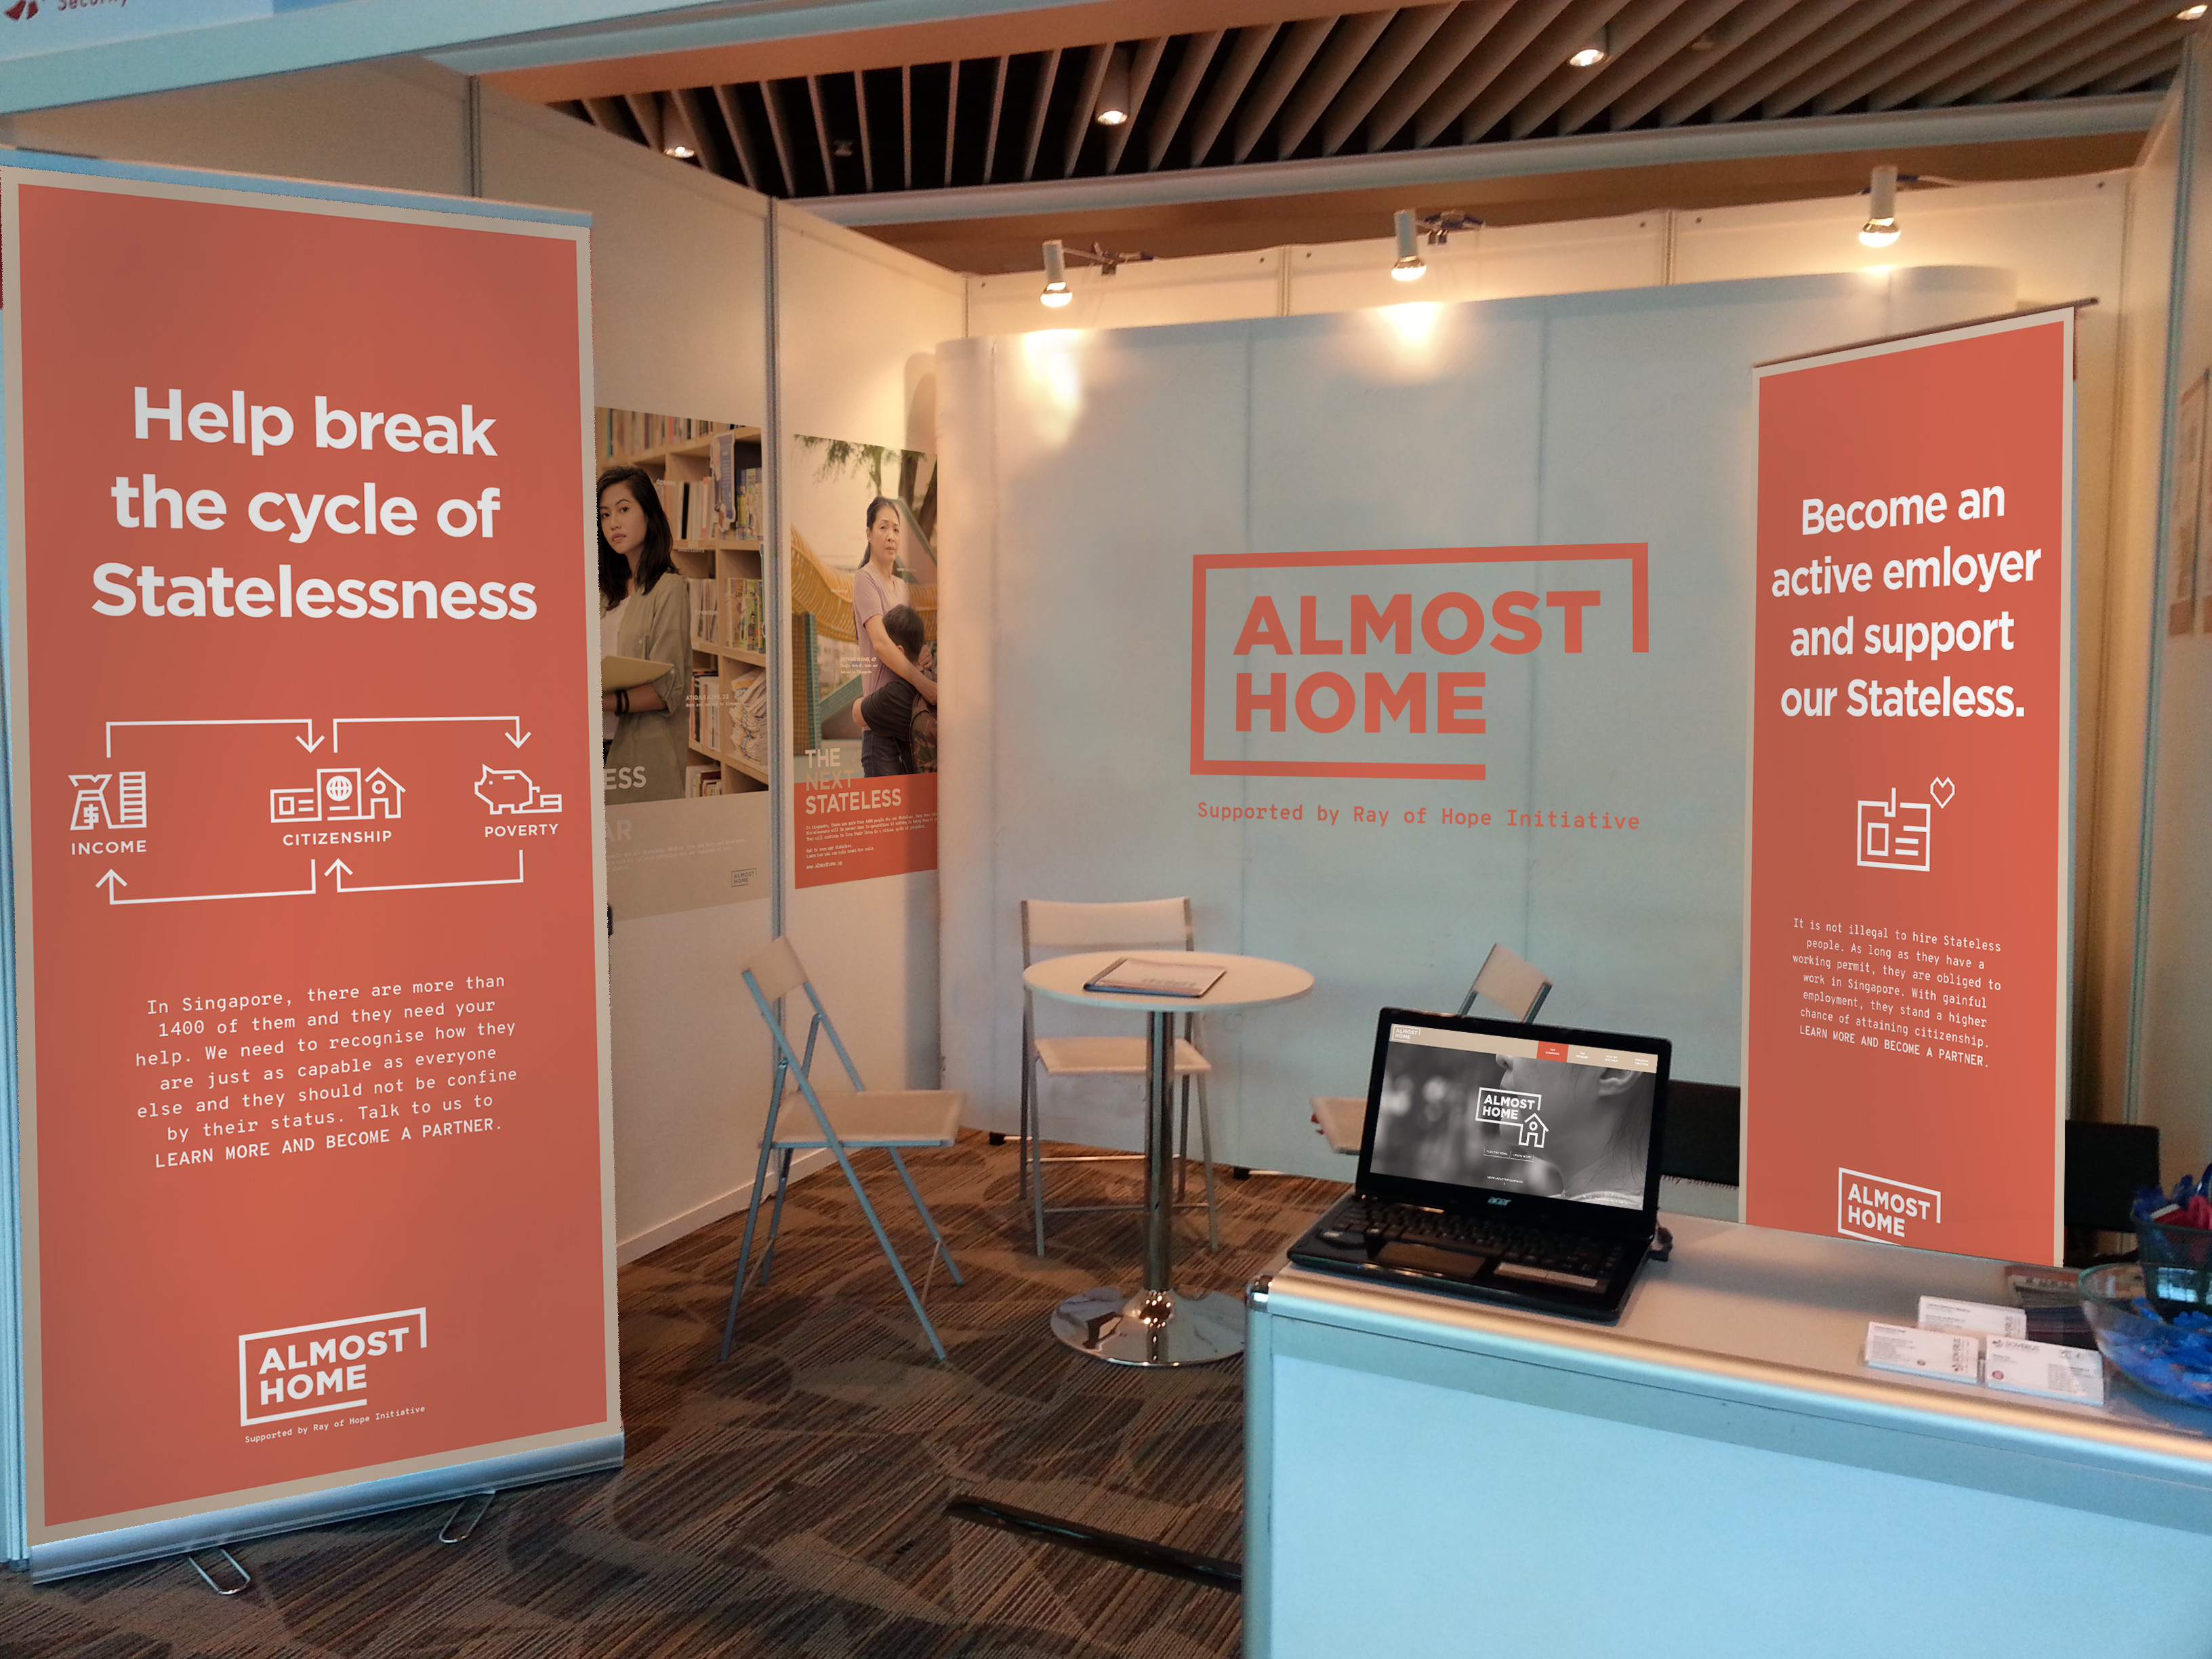 Help break
the cycle of
Statelessness
INCOME
CITIZENSHIP
POVERTY
In Singapore, there are more than
1400 of them and they need your
help. We need to recognise how they
are just as capable as everyone
else and they should not be confine
by their status. Talk to us to
LEARN MORE AND BECOME A PARTNER.
ALMOST
HOME
Supported by Ray of Hope Initiative
ESS
AR
ALMOST
HOME
THE
NEXT
STATELESS
ALMOST
HOME
Supported by Ray of Hope Initiative
ALMOST
HOME
ALMOST
HOME
acer
Become an
active emloyer
and support
our Stateless.
It is not illegal to hire Stateless
people. As long as they have a
working permit, they are obliged to
work in Singapore. With gainful
employment, they stand a higher
chance of attaining citizenship.
LEARN MORE AND BECOME A PARTNER.
ALMOST
HOME